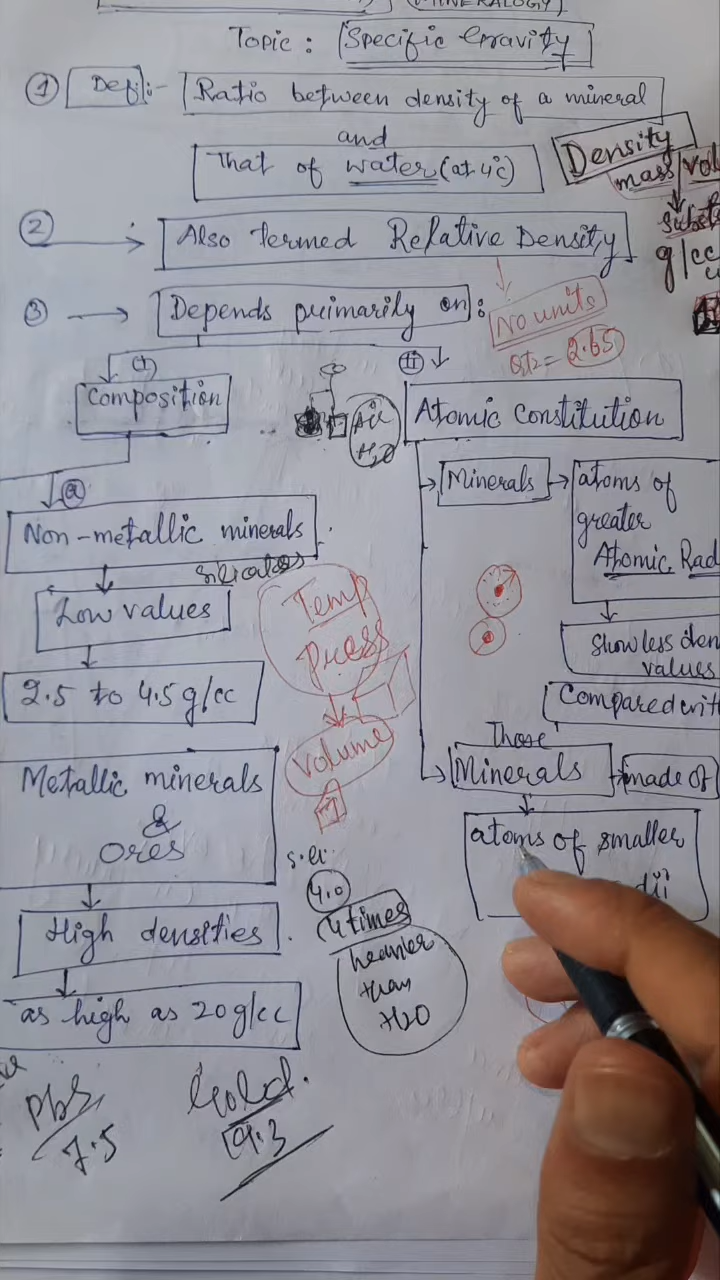 (MINERALOGY)
Topic : Specific Gravity
① Def:- Ratio between density of a mineral
and
That of water (at 4°c)
Density
mass/vol
g/cc
② → Also termed Relative Density
③ → Depends primarily on :
No units
Qtz = 2.65
(i)
Composition
(ii)
Atomic Constitution
Air
H2O
ⓐ
Non-metallic minerals
silicates
Low values
2.5 to 4.5 g/cc
Metallic minerals
&
Ores
High densities
as high as 20 g/cc
PbS
7.5
Gold
19.3
Temp
Press
Volume
4.0
4 times
heavier
than
H2O
Minerals → atoms of
greater
Atomic Rad
Show less den
values
Compared wit
Those
Minerals → made of
atoms of smaller
dii